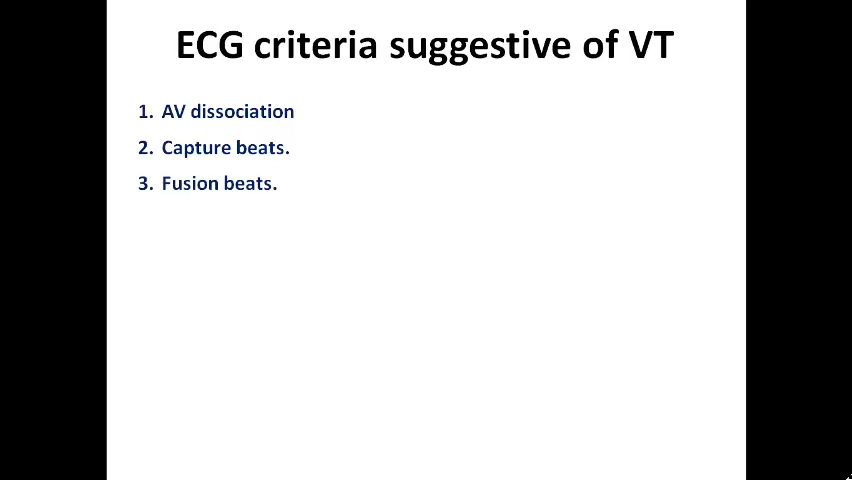 ECG criteria suggestive of VT
1. AV dissociation
2. Capture beats.
3. Fusion beats.